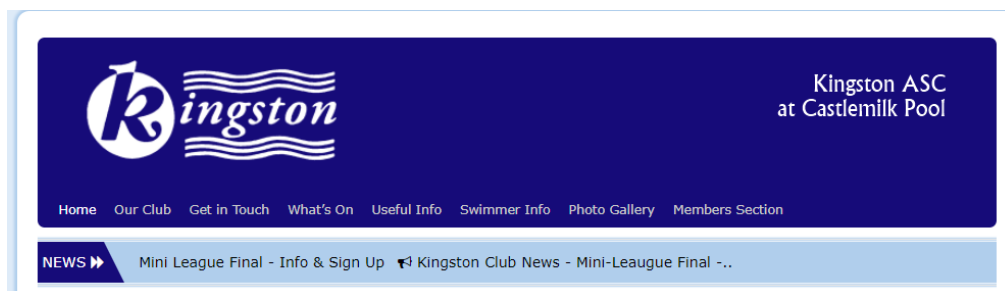 kingston
Kingston ASC
at Castlemilk Pool
Home Our Club Get in Touch What's On Useful Info Swimmer Info Photo Gallery Members Section
NEWS Mini League Final - Info & Sign Up Kingston Club News - Mini-Leaugue Final -..